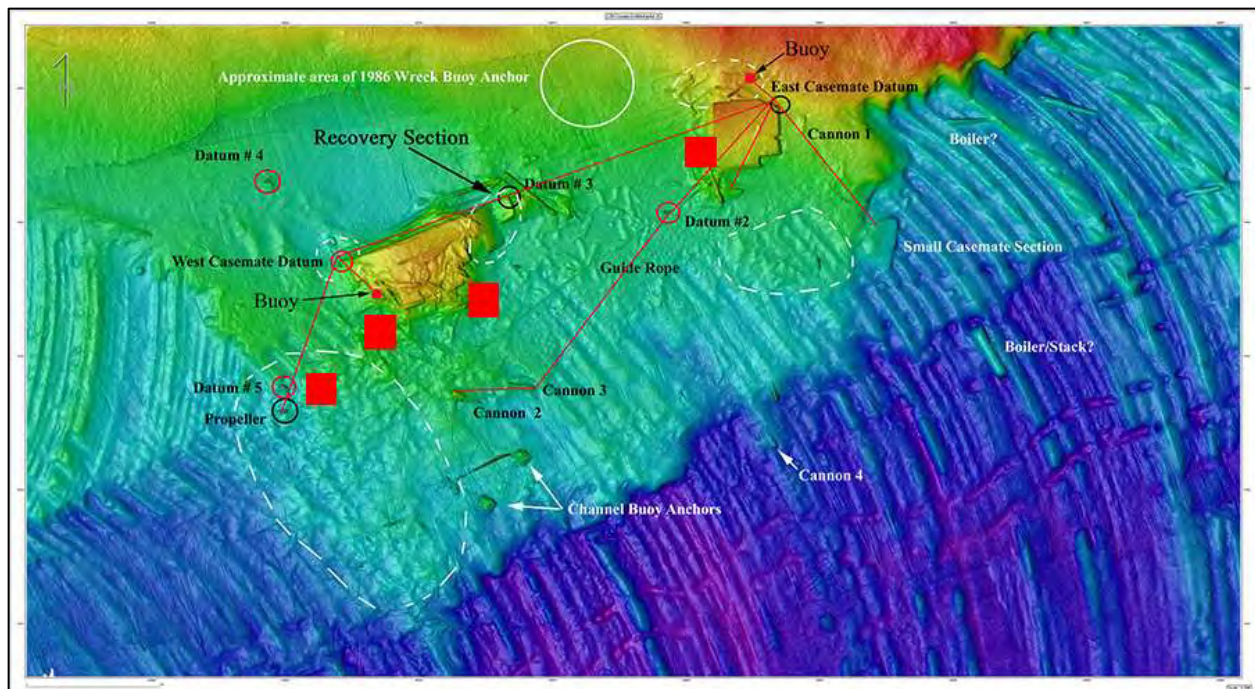 Buoy
Approximate area of 1986 Wreck Buoy Anchor
East Casemate Datum
Recovery Section
Cannon 1
Boiler?
Datum # 4
Datum # 3
Datum #2
West Casemate Datum
Small Casemate Section
Guide Rope
Buoy
Boiler/Stack?
Datum # 5
Cannon 3
Propeller
Cannon 2
Cannon 4
Channel Buoy Anchors